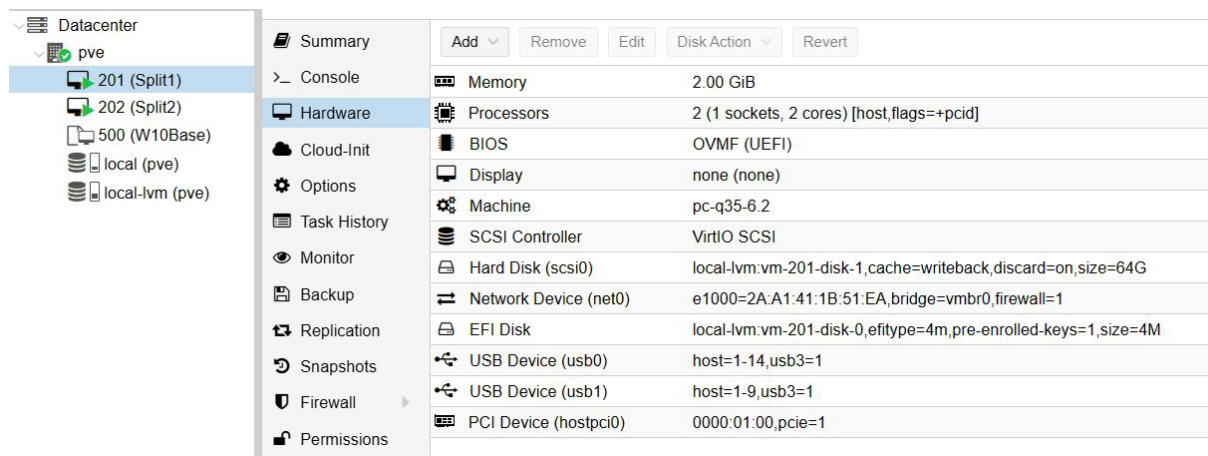 Datacenter
pve
201 (Split1)
202 (Split2)
500 (W10Base)
local (pve)
local-lvm (pve)
Summary
>_ Console
Hardware
Cloud-Init
Options
Task History
Monitor
Backup
Replication
Snapshots
Firewall
Permissions
Add Remove Edit Disk Action Revert
Memory 2.00 GiB
Processors 2 (1 sockets, 2 cores) [host,flags=+pcid]
BIOS OVMF (UEFI)
Display none (none)
Machine pc-q35-6.2
SCSI Controller VirtIO SCSI
Hard Disk (scsi0) local-lvm:vm-201-disk-1,cache=writeback,discard=on,size=64G
Network Device (net0) e1000=2A:A1:41:1B:51:EA,bridge=vmbr0,firewall=1
EFI Disk local-lvm:vm-201-disk-0,efitype=4m,pre-enrolled-keys=1,size=4M
USB Device (usb0) host=1-14,usb3=1
USB Device (usb1) host=1-9,usb3=1
PCI Device (hostpci0) 0000:01:00,pcie=1